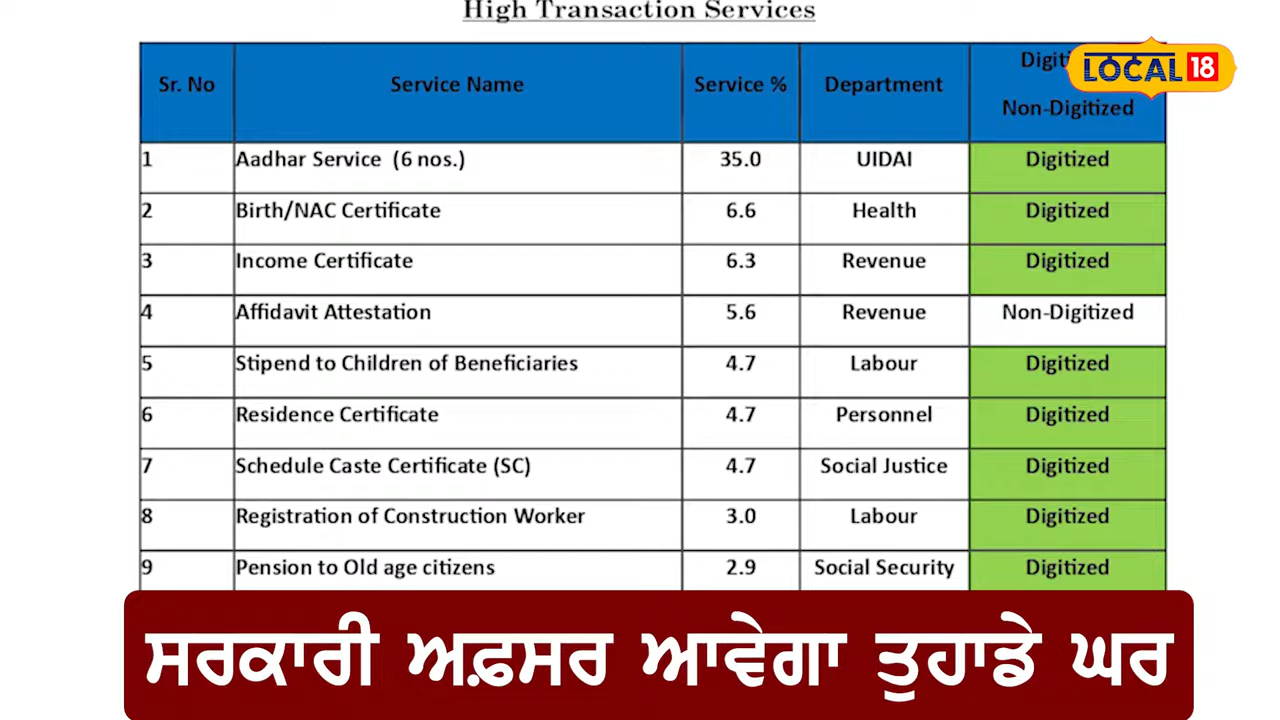 High Transaction Services
Sr. No Service Name Service % Department
Non-Digitized
LOCAL 18
1 Aadhar Service (6 nos.) 35.0 UIDAI Digitized
2 Birth/NAC Certificate 6.6 Health Digitized
3 Income Certificate 6.3 Revenue Digitized
4 Affidavit Attestation 5.6 Revenue Non-Digitized
5 Stipend to Children of Beneficiaries 4.7 Labour Digitized
6 Residence Certificate 4.7 Personnel Digitized
7 Schedule Caste Certificate (SC) 4.7 Social Justice Digitized
8 Registration of Construction Worker 3.0 Labour Digitized
9 Pension to Old age citizens 2.9 Social Security Digitized
ਸਰਕਾਰੀ ਅਫ਼ਸਰ ਆਵੇਗਾ ਤੁਹਾਡੇ ਘਰ